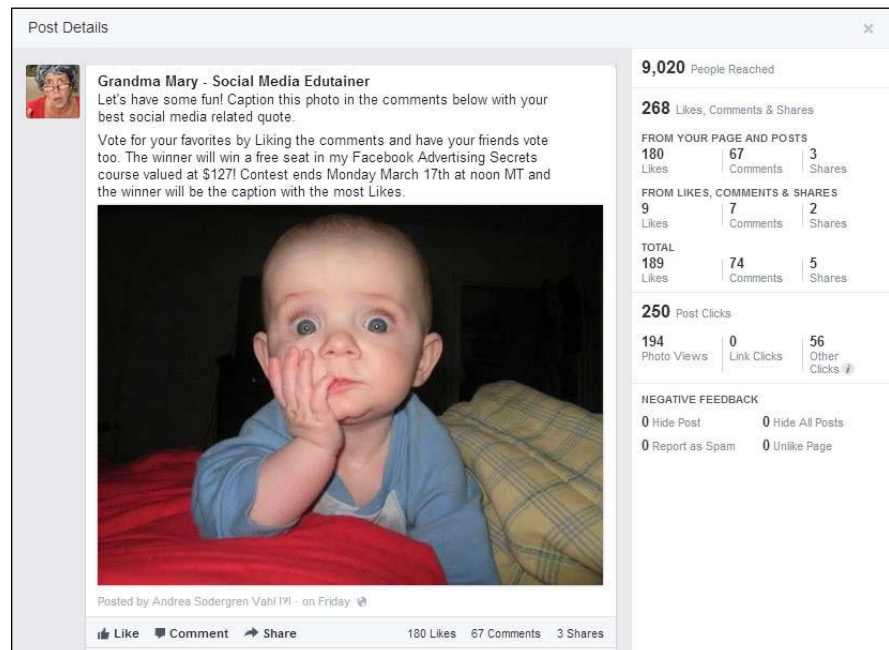 Post Details
×
Grandma Mary - Social Media Edutainer
Let's have some fun! Caption this photo in the comments below with your
best social media related quote.
Vote for your favorites by Liking the comments and have your friends vote
too. The winner will win a free seat in my Facebook Advertising Secrets
course valued at $127! Contest ends Monday March 17th at noon MT and
the winner will be the caption with the most Likes.
Posted by Andrea Sodergren Vahl [?] · on Friday
Like Comment Share 180 Likes 67 Comments 3 Shares
9,020 People Reached
268 Likes, Comments & Shares
FROM YOUR PAGE AND POSTS
180 67 3
Likes Comments Shares
FROM LIKES, COMMENTS & SHARES
9 7 2
Likes Comments Shares
TOTAL
189 74 5
Likes Comments Shares
250 Post Clicks
194 0 56
Photo Views Link Clicks Other
Clicks i
NEGATIVE FEEDBACK
0 Hide Post 0 Hide All Posts
0 Report as Spam 0 Unlike Page